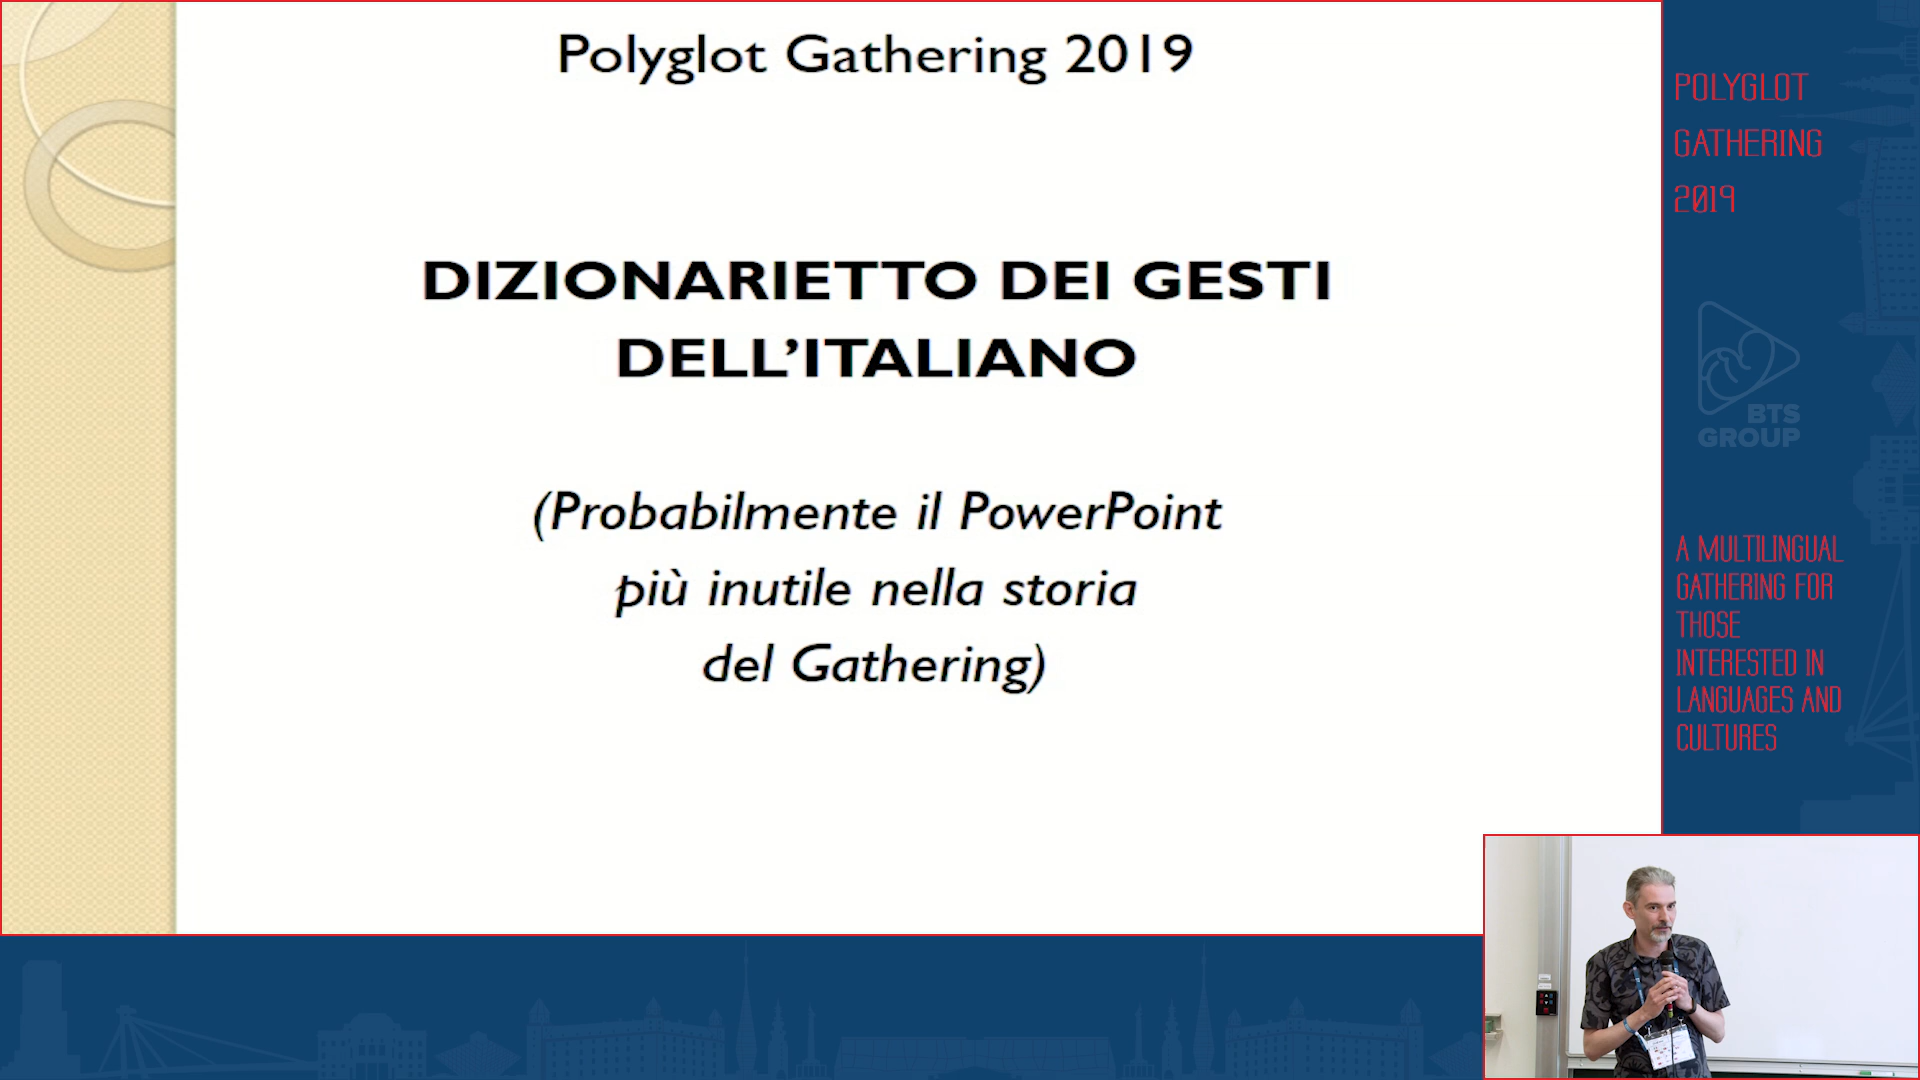 Polyglot Gathering 2019
DIZIONARIETTO DEI GESTI
DELL’ITALIANO
(Probabilmente il PowerPoint
più inutile nella storia
del Gathering)
POLYGLOT
GATHERING
2019
BTS
GROUP
A MULTILINGUAL
GATHERING FOR
THOSE
INTERESTED IN
LANGUAGES AND
CULTURES